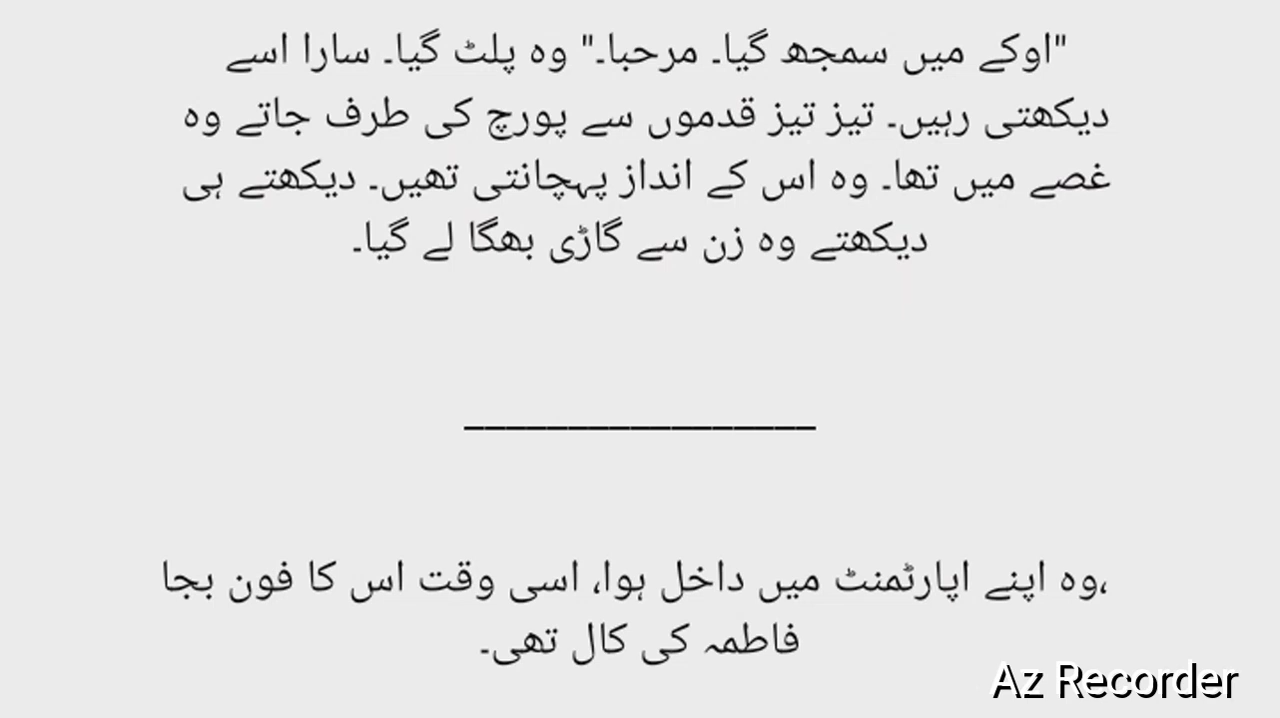 "اوکے میں سمجھ گیا۔ مرحبا۔" وہ پلٹ گیا۔ سارا اسے
دیکھتی رہیں۔ تیز تیز قدموں سے پورچ کی طرف جاتے وہ
غصے میں تھا۔ وہ اس کے انداز پہچانتی تھیں۔ دیکھتے ہی
دیکھتے وہ زن سے گاڑی بھگا لے گیا۔
_________________
،وہ اپنے اپارٹمنٹ میں داخل ہوا، اسی وقت اس کا فون بجا
فاطمہ کی کال تھی۔
Az Recorder